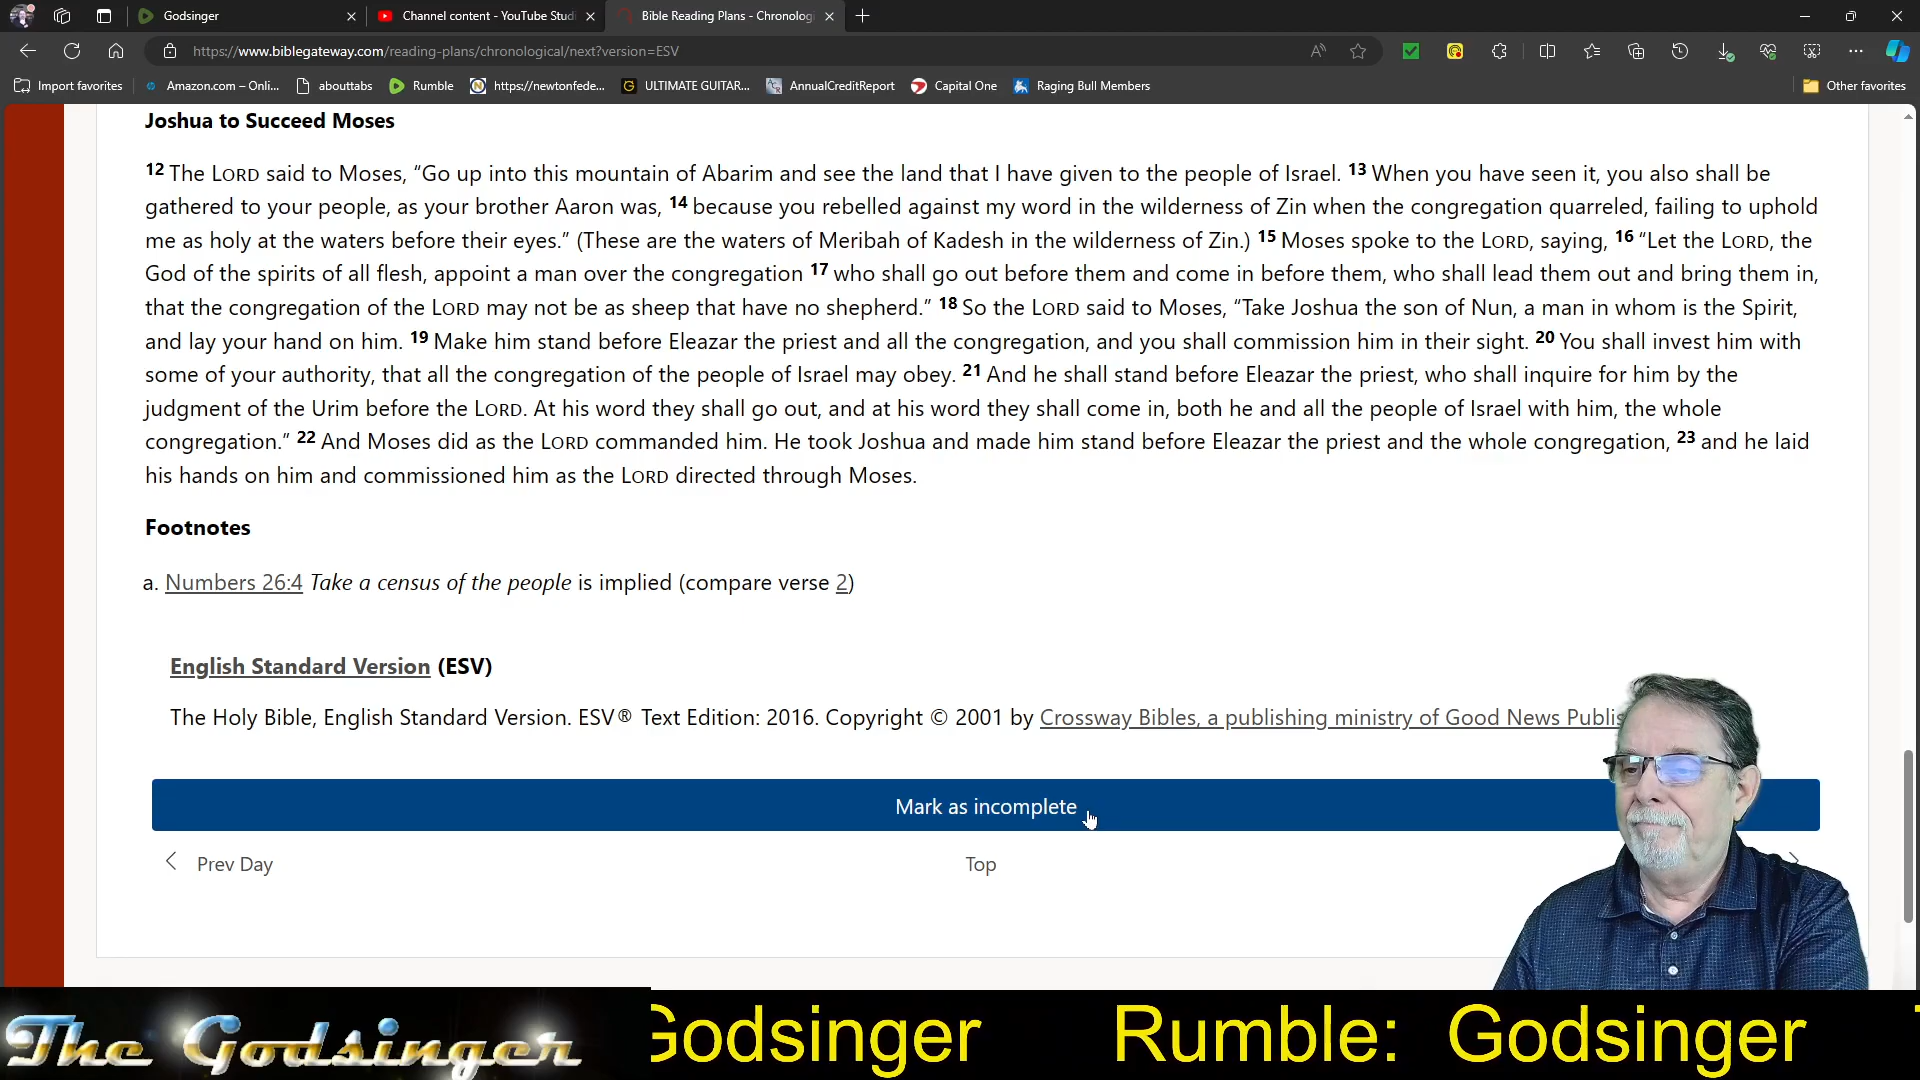 Godsinger
Channel content - YouTube Studi
Bible Reading Plans - Chronolog
https://www.biblegateway.com/reading-plans/chronological/next?version=ESV
Import favorites
Amazon.com – Onli...
abouttabs
Rumble
https://newtonfede...
ULTIMATE GUITAR...
AnnualCreditReport
Capital One
Raging Bull Members
Other favorites
Joshua to Succeed Moses
12 The LORD said to Moses, “Go up into this mountain of Abarim and see the land that I have given to the people of Israel. 13 When you have seen it, you also shall be
gathered to your people, as your brother Aaron was, 14 because you rebelled against my word in the wilderness of Zin when the congregation quarreled, failing to uphold
me as holy at the waters before their eyes.” (These are the waters of Meribah of Kadesh in the wilderness of Zin.) 15 Moses spoke to the LORD, saying, 16 “Let the LORD, the
God of the spirits of all flesh, appoint a man over the congregation 17 who shall go out before them and come in before them, who shall lead them out and bring them in,
that the congregation of the LORD may not be as sheep that have no shepherd.” 18 So the LORD said to Moses, “Take Joshua the son of Nun, a man in whom is the Spirit,
and lay your hand on him. 19 Make him stand before Eleazar the priest and all the congregation, and you shall commission him in their sight. 20 You shall invest him with
some of your authority, that all the congregation of the people of Israel may obey. 21 And he shall stand before Eleazar the priest, who shall inquire for him by the
judgment of the Urim before the LORD. At his word they shall go out, and at his word they shall come in, both he and all the people of Israel with him, the whole
congregation.” 22 And Moses did as the LORD commanded him. He took Joshua and made him stand before Eleazar the priest and the whole congregation, 23 and he laid
his hands on him and commissioned him as the LORD directed through Moses.
Footnotes
a. Numbers 26:4 Take a census of the people is implied (compare verse 2)
English Standard Version (ESV)
The Holy Bible, English Standard Version. ESV® Text Edition: 2016. Copyright © 2001 by Crossway Bibles, a publishing ministry of Good News Publis
Mark as incomplete
Prev Day
Top
The Godsinger
Godsinger Rumble: Godsinger